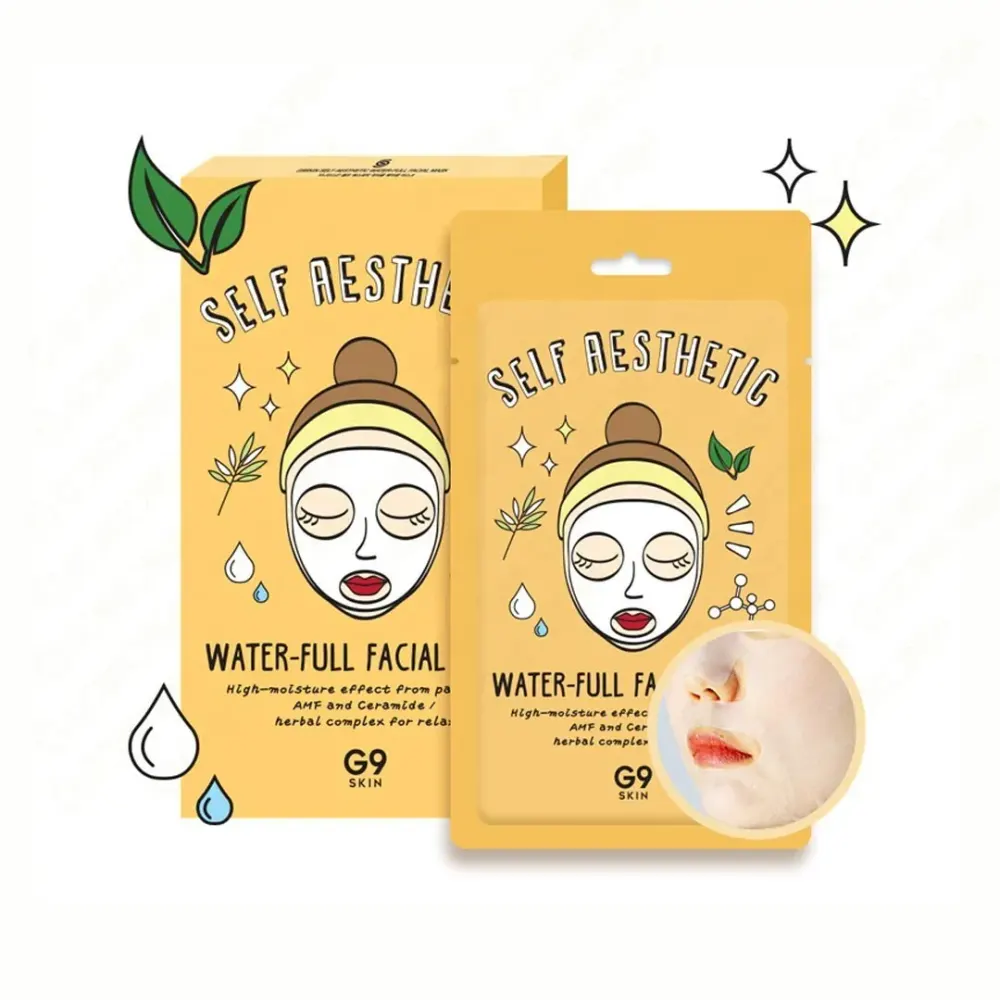 SELF AESTHE
WATER-FULL FACIAL
High-moisture effect from pa
AMF and Ceramide /
herbal complex for relax
G9
SKIN
SELF AESTHETIC
WATER-FULL FA
High-moisture effec
AMF and Cer
herbal complex
G9
SKIN